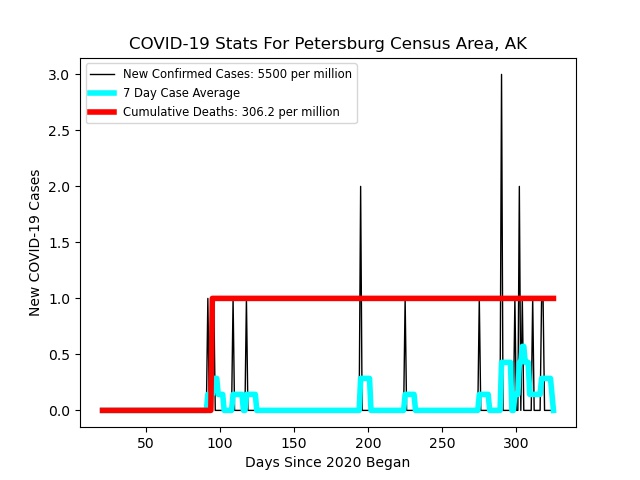 COVID-19 Stats For Petersburg Census Area, AK
New Confirmed Cases: 5500 per million
7 Day Case Average
Cumulative Deaths: 306.2 per million
3.0
2.5
2.0
1.5
1.0
0.5
0.0
New COVID-19 Cases
50 100 150 200 250 300
Days Since 2020 Began